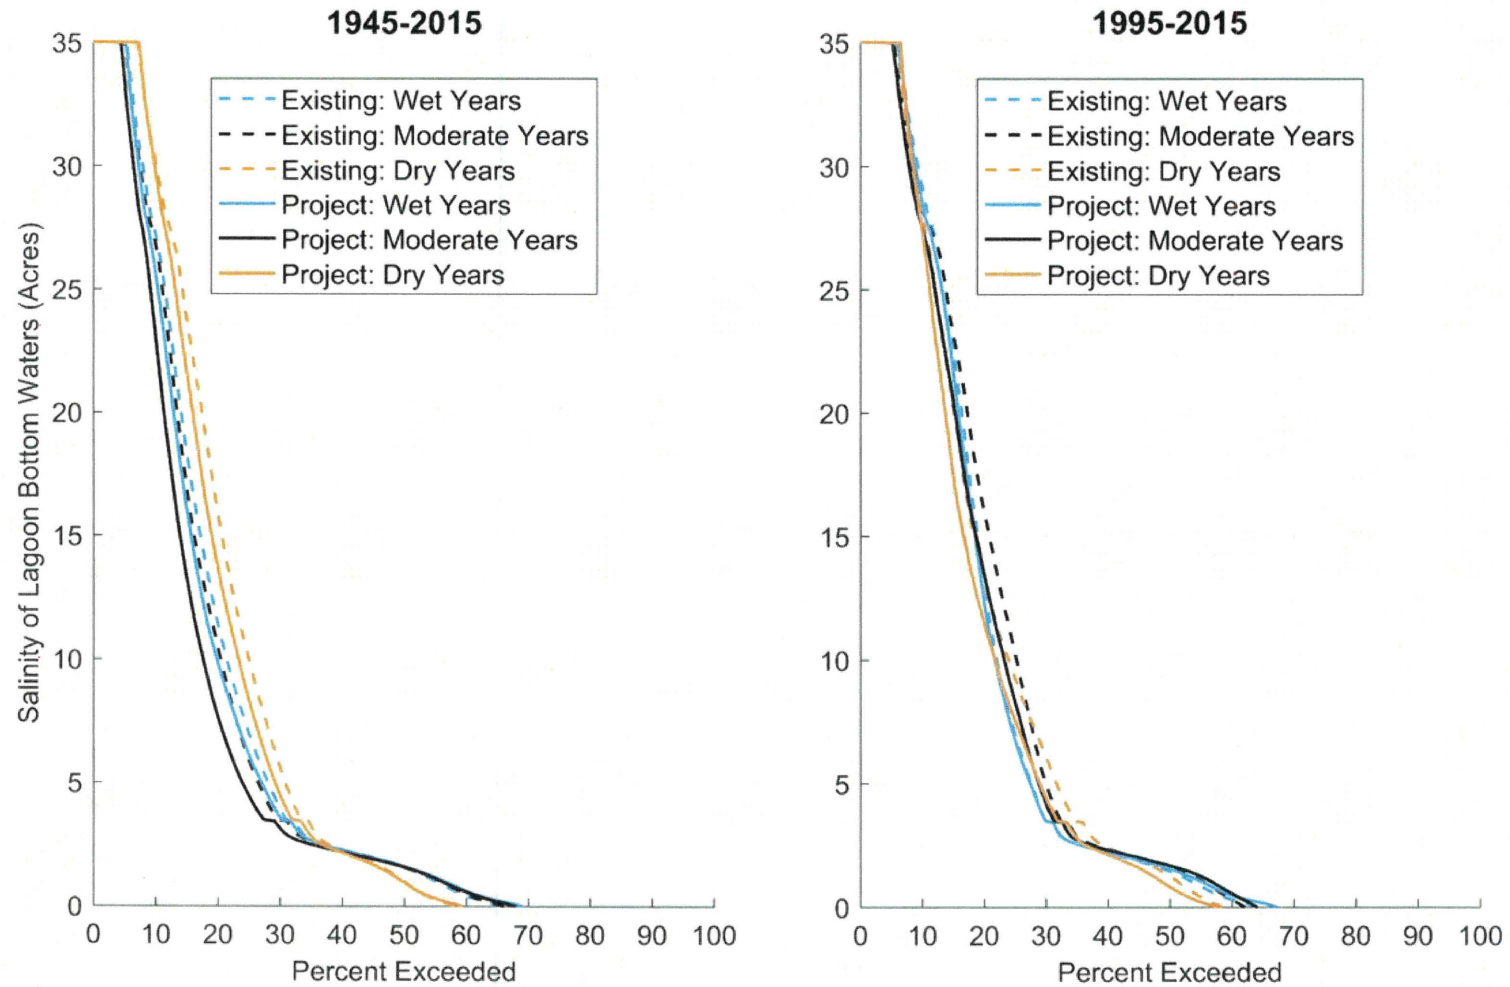 1945-2015
35
30
25
20
15
10
5
0
Salinity of Lagoon Bottom Waters (Acres)
Existing: Wet Years
Existing: Moderate Years
Existing: Dry Years
Project: Wet Years
Project: Moderate Years
Project: Dry Years
0 10 20 30 40 50 60 70 80 90 100
Percent Exceeded
1995-2015
35
30
25
20
15
10
5
0
Existing: Wet Years
Existing: Moderate Years
Existing: Dry Years
Project: Wet Years
Project: Moderate Years
Project: Dry Years
0 10 20 30 40 50 60 70 80 90 100
Percent Exceeded